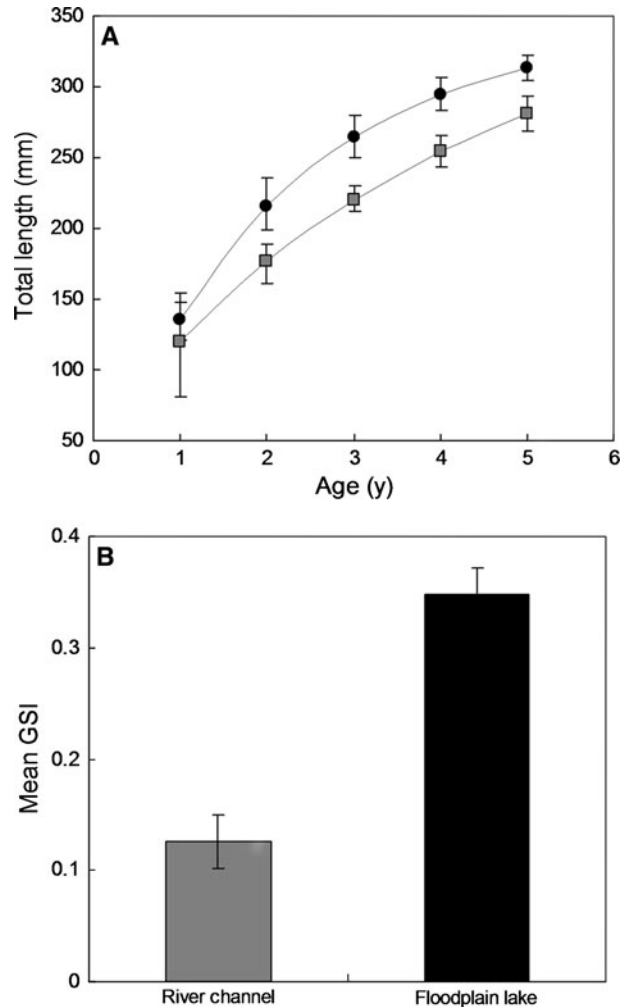 A
350
300
250
200
150
100
50
0 1 2 3 4 5 6
Total length (mm)
Age (y)
B
0.4
0.3
0.2
0.1
0
Mean GSI
River channel Floodplain lake